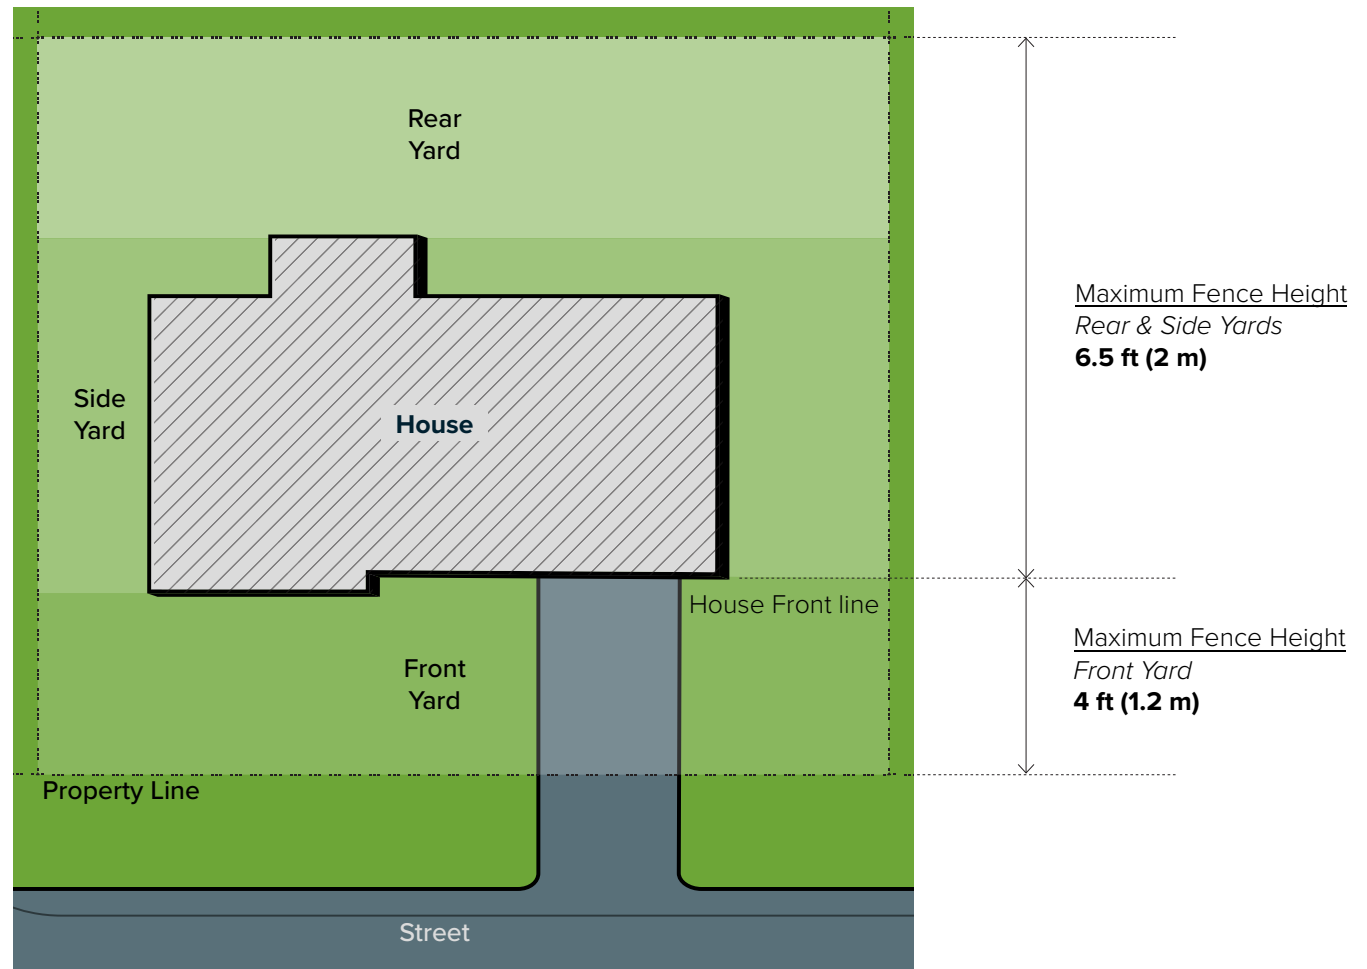 Rear
Yard
Maximum Fence Height
Rear & Side Yards
6.5 ft (2 m)
Side
Yard
House
House Front line
Maximum Fence Height
Front Yard
4 ft (1.2 m)
Front
Yard
Property Line
Street